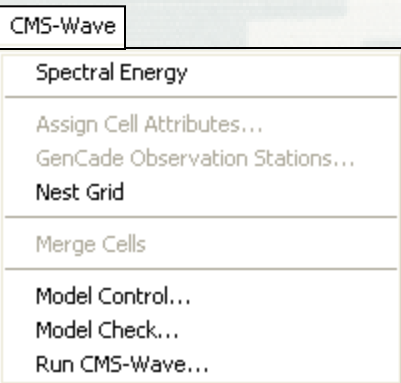 CMS-Wave
Spectral Energy
Assign Cell Attributes...
GenCade Observation Stations...
Nest Grid
Merge Cells
Model Control...
Model Check...
Run CMS-Wave...